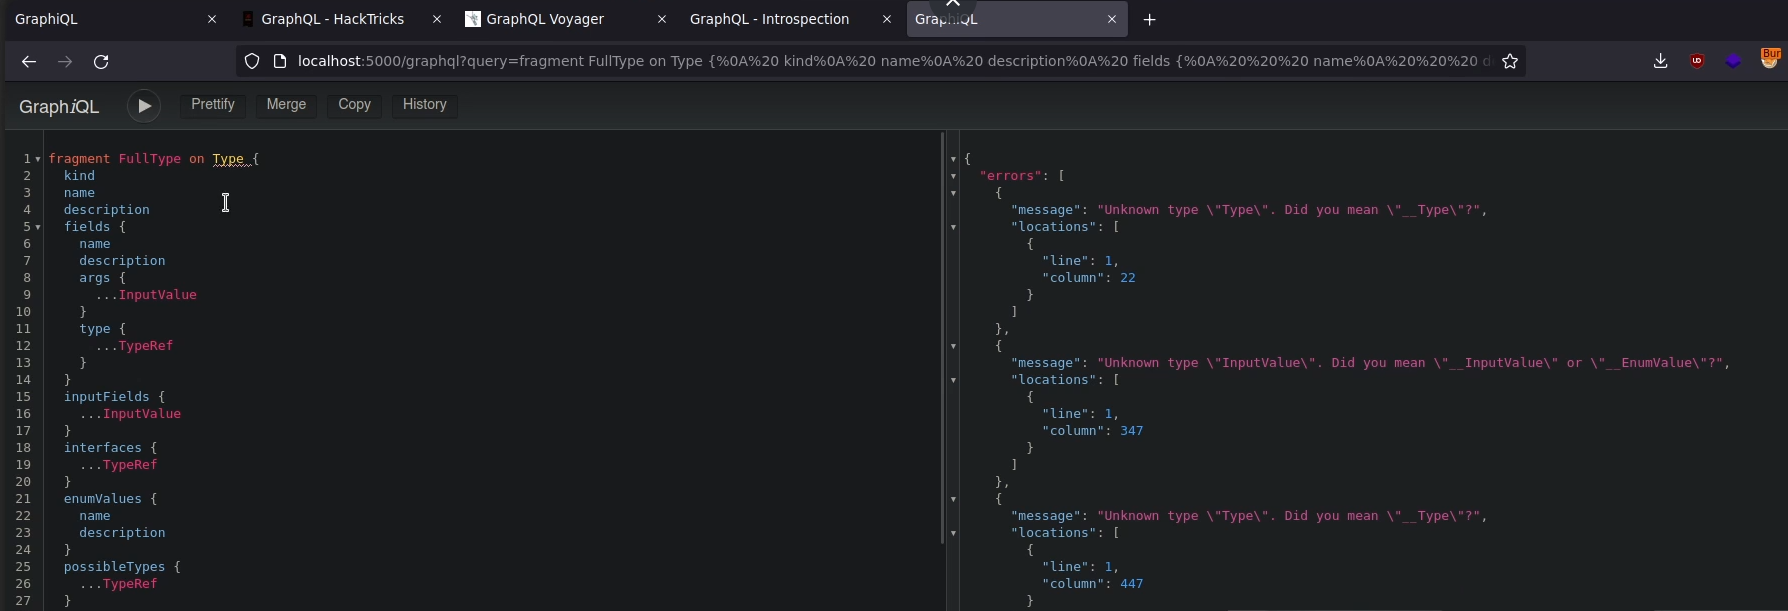 GraphiQL
GraphQL - HackTricks
GraphQL Voyager
GraphQL - Introspection
GraphiQL
localhost:5000/graphql?query=fragment FullType on Type {%0A%20 kind%0A%20 name%0A%20 description%0A%20 fields {%0A%20%20%20 name%0A%20%20%20 d
Bur
GraphiQL
Prettify
Merge
Copy
History
1 fragment FullType on Type {
2 kind
3 name
4 description
5 fields {
6 name
7 description
8 args {
9 ...InputValue
10 }
11 type {
12 ...TypeRef
13 }
14 }
15 inputFields {
16 ...InputValue
17 }
18 interfaces {
19 ...TypeRef
20 }
21 enumValues {
22 name
23 description
24 }
25 possibleTypes {
26 ...TypeRef
27 }
{
"errors": [
{
"message": "Unknown type \"Type\". Did you mean \"__Type\"?",
"locations": [
{
"line": 1,
"column": 22
}
]
},
{
"message": "Unknown type \"InputValue\". Did you mean \"__InputValue\" or \"__EnumValue\"?",
"locations": [
{
"line": 1,
"column": 347
}
]
},
{
"message": "Unknown type \"Type\". Did you mean \"__Type\"?",
"locations": [
{
"line": 1,
"column": 447
}